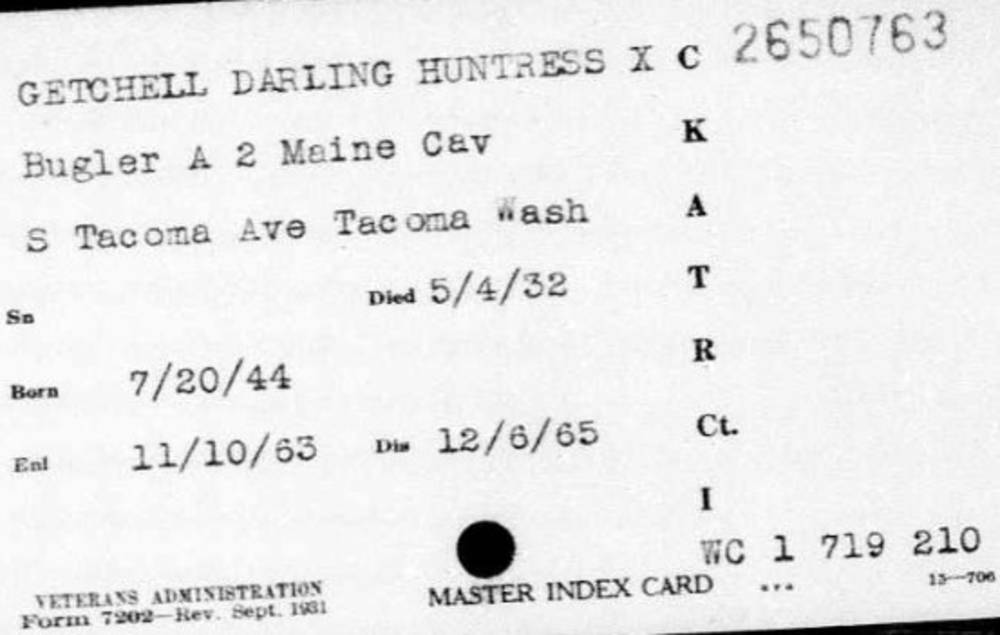 GETCHELL DARLING HUNTRESS X C 2650763
Bugler A 2 Maine Cav K
S Tacoma Ave Tacoma Wash A
Died 5/4/32 T
Sn
R
Born 7/20/44
Ct.
Enl 11/10/63 Dis 12/6/65
I
WC 1 719 210
VETERANS ADMINISTRATION MASTER INDEX CARD ... 13—706
Form 7202—Rev. Sept. 1931